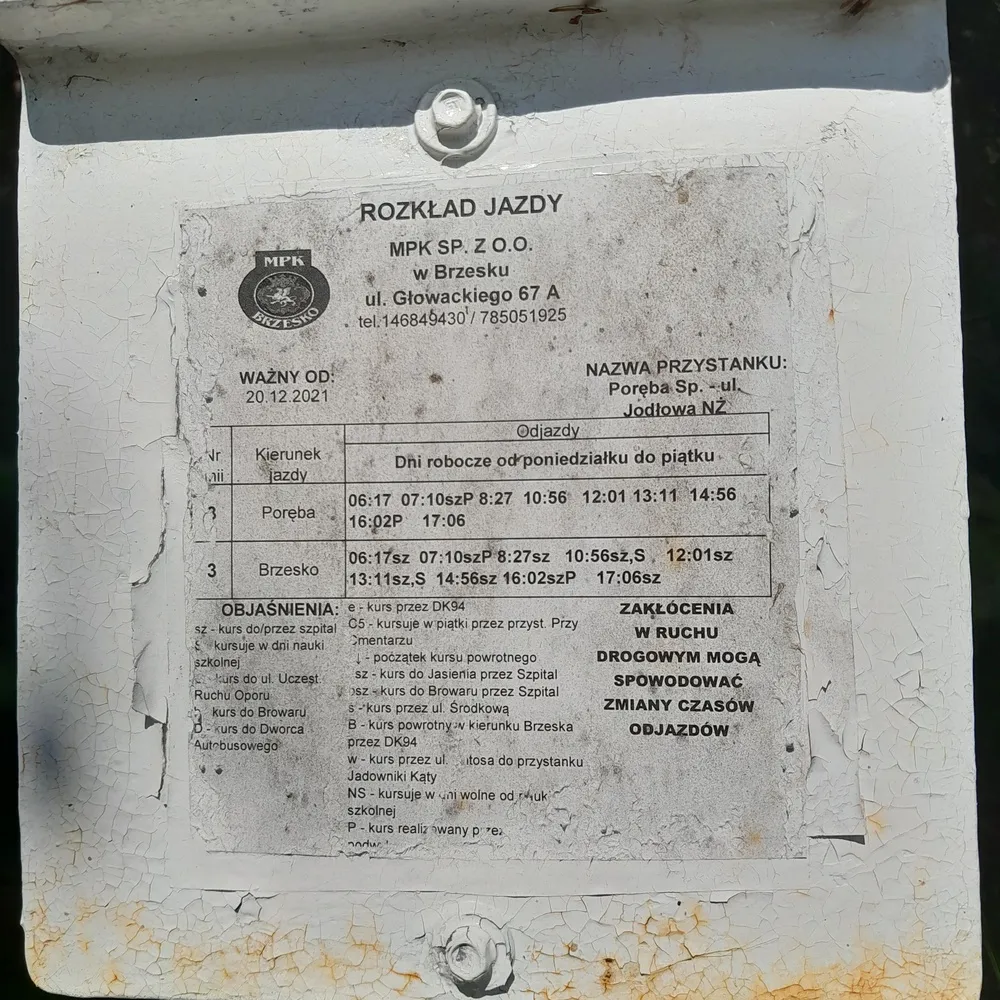 ROZKŁAD JAZDY
MPK SP. Z O.O.
w Brzesku
ul. Głowackiego 67 A
tel.146849430 / 785051925
MPK
BRZESKO
WAŻNY OD:
20.12.2021
NAZWA PRZYSTANKU:
Poręba Sp. - ul.
Jodłowa NŻ
Odjazdy
Kierunek
jazdy
Dni robocze od poniedziałku do piątku
Poręba
06:17 07:10szP 8:27 10:56 12:01 13:11 14:56
16:02P 17:06
3 Brzesko
06:17sz 07:10szP 8:27sz 10:56sz,S 12:01sz
13:11sz,S 14:56sz 16:02szP 17:06sz
OBJAŚNIENIA:
sz - kurs do/przez szpital
S kursuje w dni nauki
szkolnej
kurs do ul. Uczest
Ruchu Oporu
kurs do Browaru
D - kurs do Dworca
Autobusowego
e - kurs przez DK94
C5 - kursuje w piątki przez przyst. Przy
Cmentarzu
- początek kursu powrotnego
sz - kurs do Jasienia przez Szpital
sz - kurs do Browaru przez Szpital
s - kurs przez ul. Środkową
B - kurs powrotny w kierunku Brzeska
przez DK94
w - kurs przez ul. do przystanku
Jadowniki Kąty
NS - kursuje w dni wolne od
szkolnej
P - kurs realizowany
ZAKŁÓCENIA
W RUCHU
DROGOWYM MOGĄ
SPOWODOWAĆ
ZMIANY CZASÓW
ODJAZDÓW